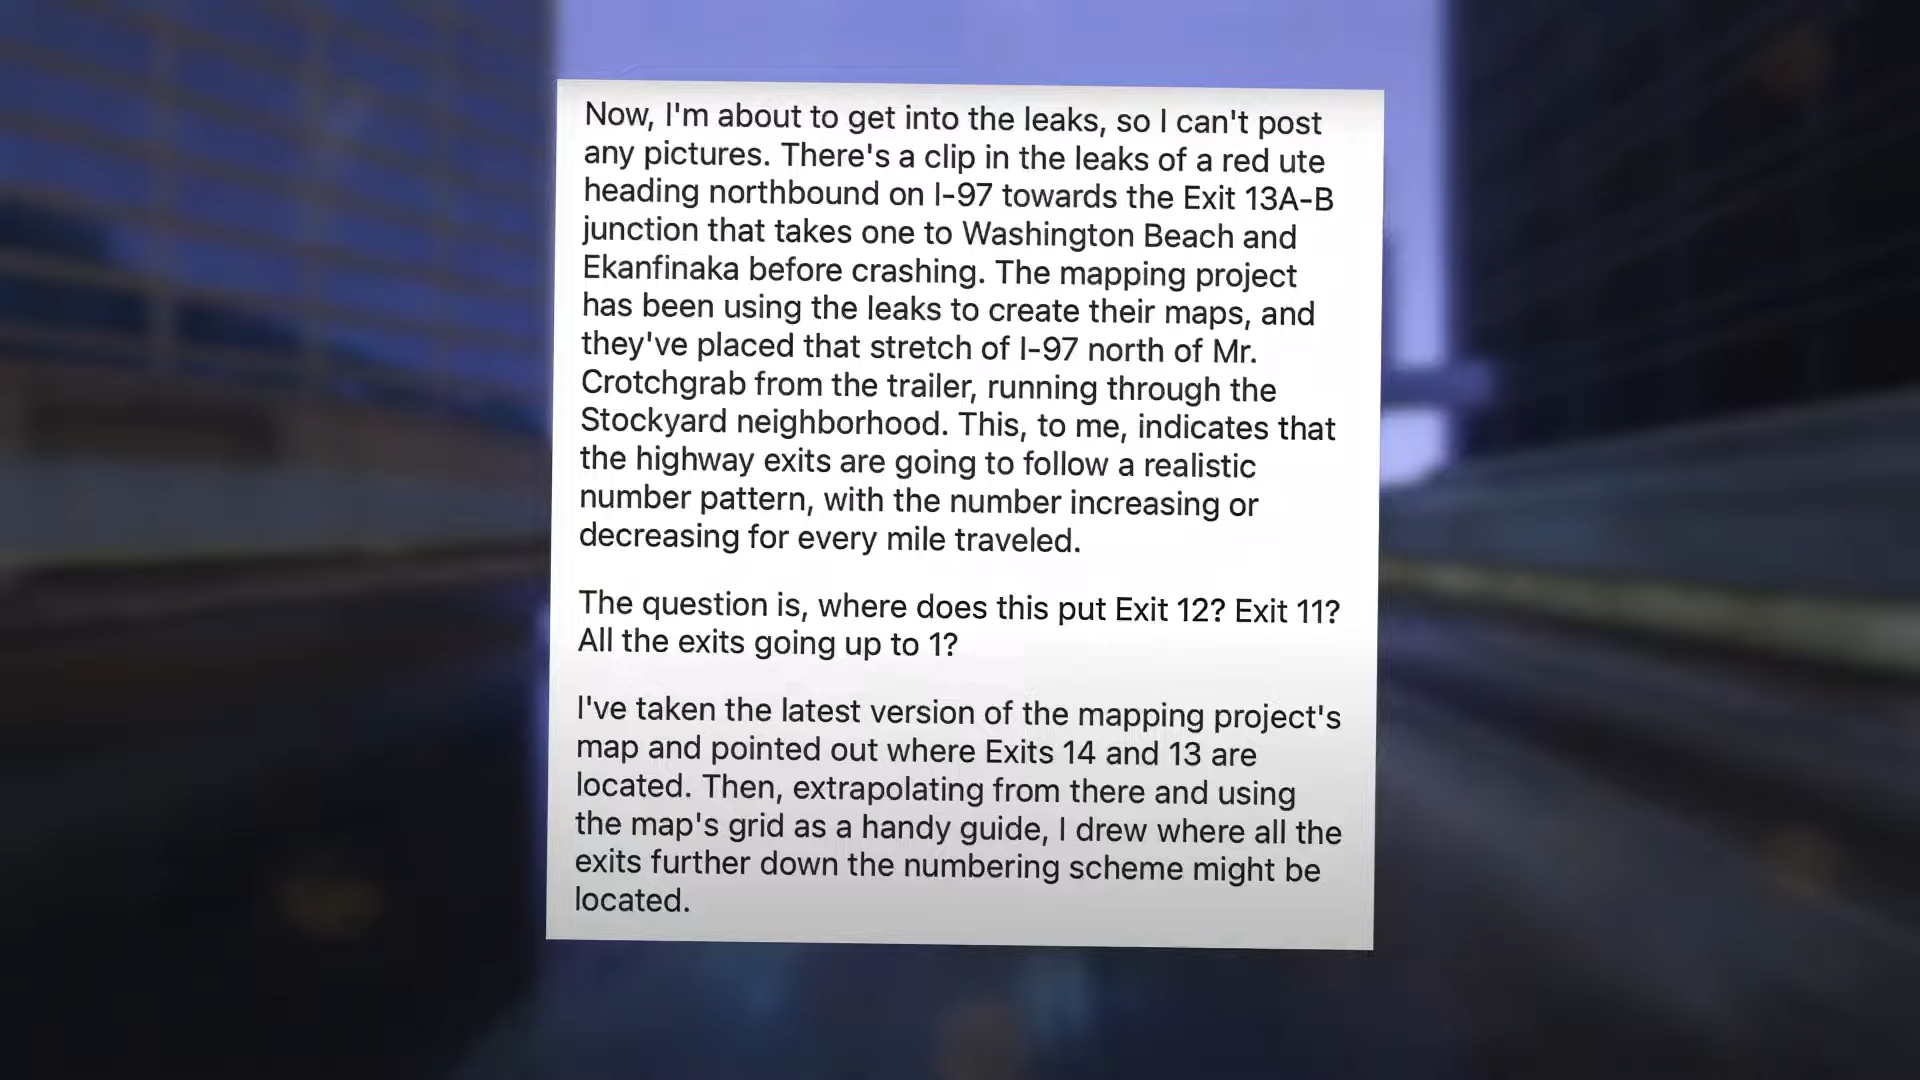 Now, I'm about to get into the leaks, so I can't post
any pictures. There's a clip in the leaks of a red ute
heading northbound on I-97 towards the Exit 13A-B
junction that takes one to Washington Beach and
Ekanfinaka before crashing. The mapping project
has been using the leaks to create their maps, and
they've placed that stretch of I-97 north of Mr.
Crotchgrab from the trailer, running through the
Stockyard neighborhood. This, to me, indicates that
the highway exits are going to follow a realistic
number pattern, with the number increasing or
decreasing for every mile traveled.
The question is, where does this put Exit 12? Exit 11?
All the exits going up to 1?
I've taken the latest version of the mapping project's
map and pointed out where Exits 14 and 13 are
located. Then, extrapolating from there and using
the map's grid as a handy guide, I drew where all the
exits further down the numbering scheme might be
located.